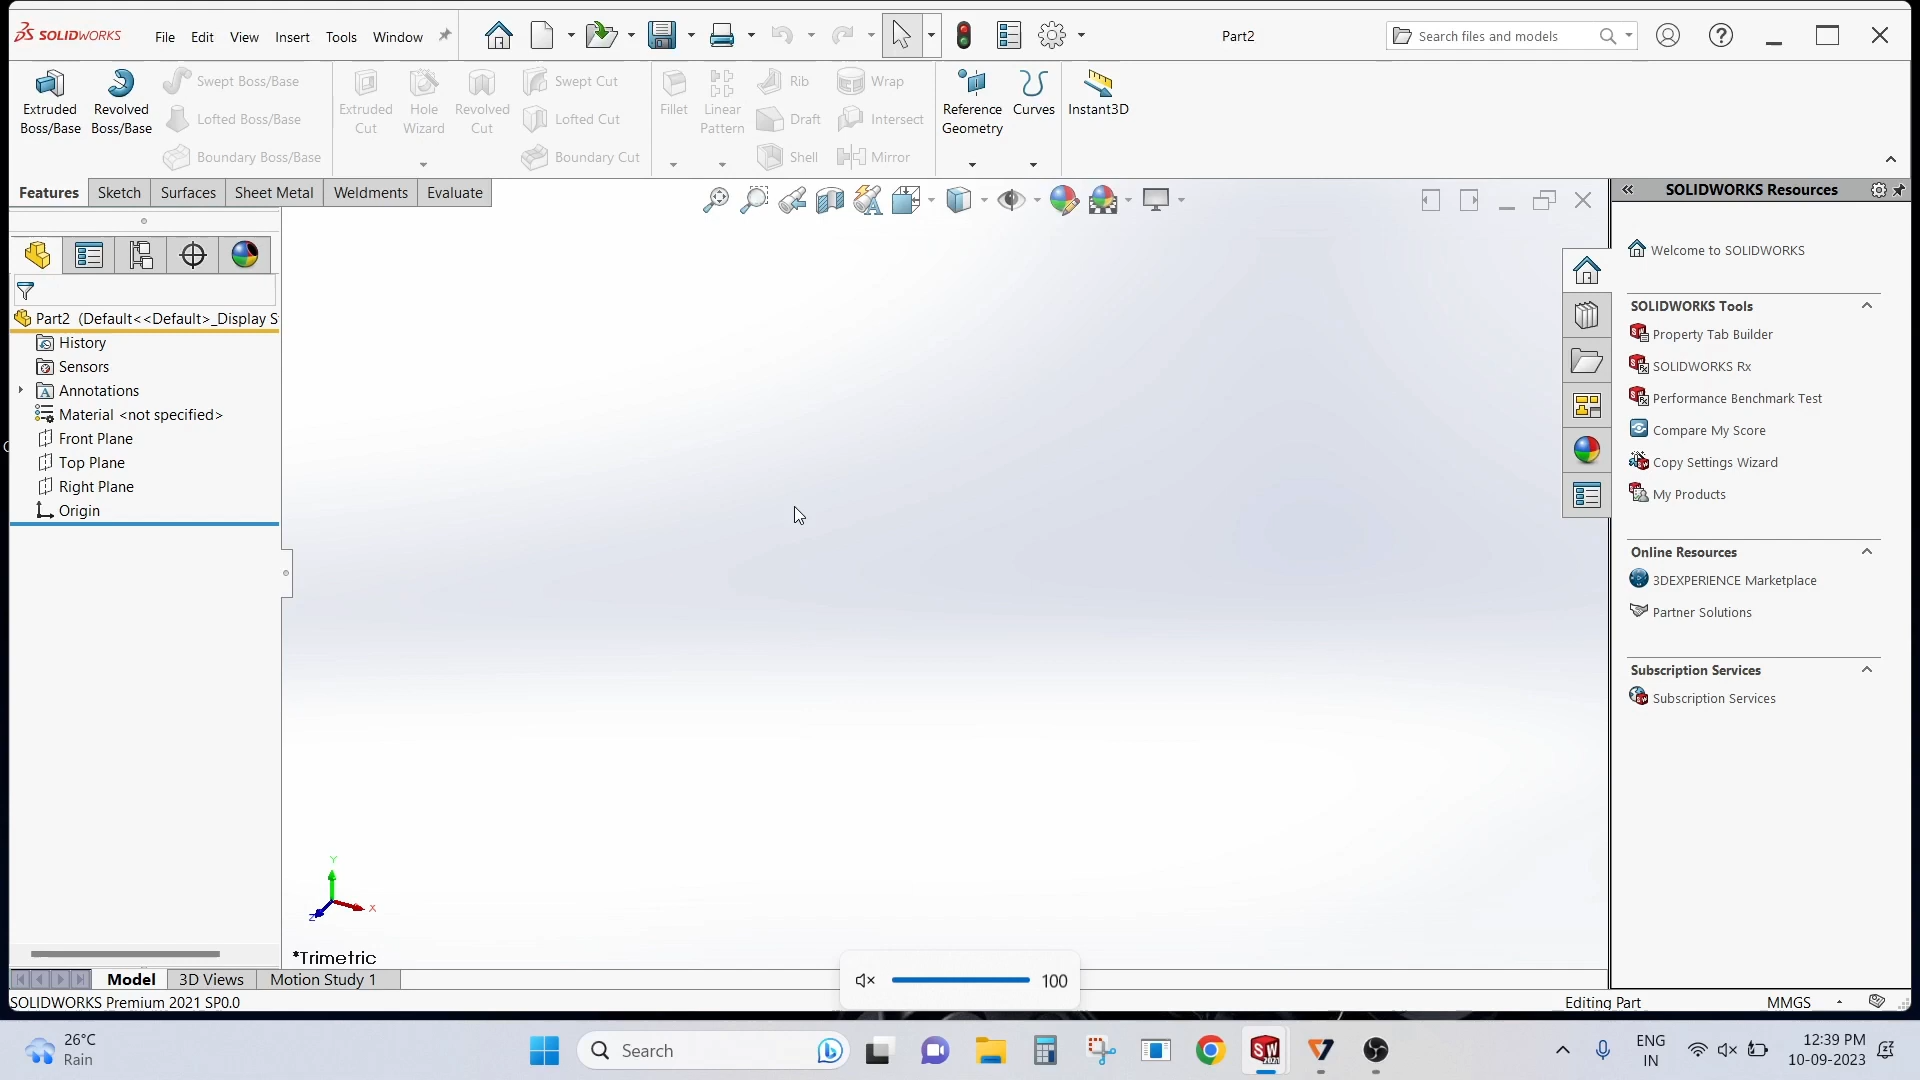 SOLIDWORKS File Edit View Insert Tools Window Part2 Search files and models
Extruded Boss/Base
Revolved Boss/Base
Swept Boss/Base
Lofted Boss/Base
Boundary Boss/Base
Extruded Cut
Hole Wizard
Revolved Cut
Swept Cut
Lofted Cut
Boundary Cut
Fillet
Linear Pattern
Rib
Draft
Shell
Wrap
Intersect
Mirror
Reference Geometry
Curves
Instant3D
Features Sketch Surfaces Sheet Metal Weldments Evaluate
Part2 (Default<<Default>_Display S
History
Sensors
Annotations
Material <not specified>
Front Plane
Top Plane
Right Plane
Origin
Y
X
Z
*Trimetric
SOLIDWORKS Resources
Welcome to SOLIDWORKS
SOLIDWORKS Tools
Property Tab Builder
SOLIDWORKS Rx
Performance Benchmark Test
Compare My Score
Copy Settings Wizard
My Products
Online Resources
3DEXPERIENCE Marketplace
Partner Solutions
Subscription Services
Subscription Services
Model 3D Views Motion Study 1
100
SOLIDWORKS Premium 2021 SP0.0 Editing Part MMGS
26°C
Rain
Search
SW
2021
ENG
IN
12:39 PM
10-09-2023